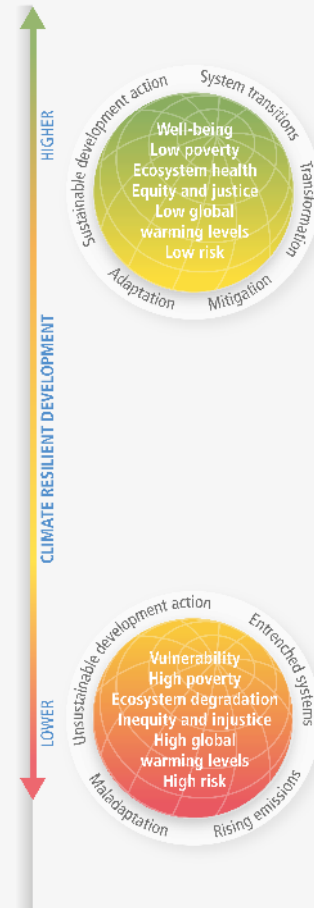 HIGHER
CLIMATE RESILIENT DEVELOPMENT
LOWER
Sustainable development action
System transitions
Transformation
Adaptation
Mitigation
Well-being
Low poverty
Ecosystem health
Equity and justice
Low global
warming levels
Low risk
Unsustainable development action
Entrenched systems
Maladaptation
Rising emissions
Vulnerability
High poverty
Ecosystem degradation
Inequity and injustice
High global
warming levels
High risk